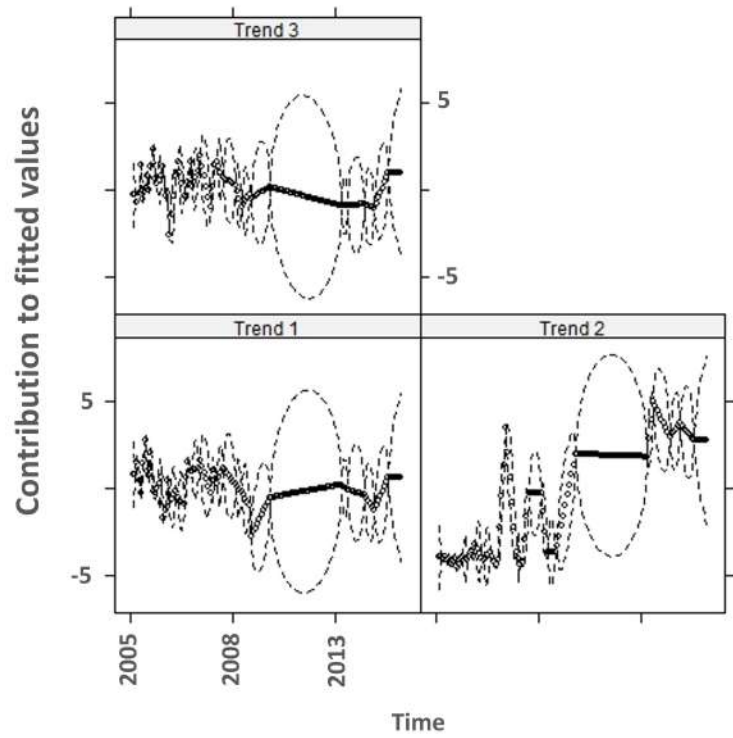 Trend 3
5
-5
Contribution to fitted values
Trend 1
Trend 2
5
-5
2005
2008
2013
Time